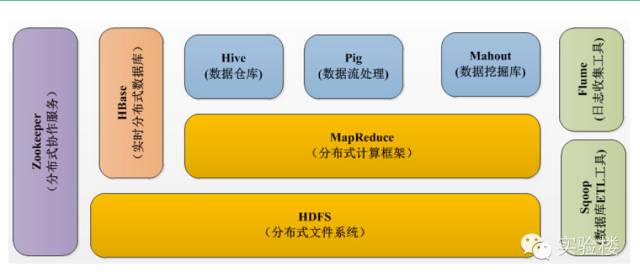 Zookeeper
(分布式协作服务)
HBase
(实时分布式数据库)
Hive
(数据仓库)
Pig
(数据流处理)
Mahout
(数据挖掘库)
MapReduce
(分布式计算框架)
HDFS
(分布式文件系统)
Flume
(日志收集工具)
Sqoop
(数据库ETL工具)
实验楼